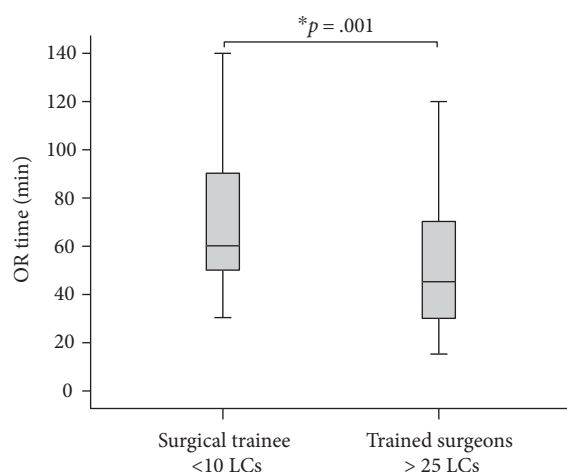 *p = .001
140
120
100
80
60
40
20
0
OR time (min)
Surgical trainee
<10 LCs
Trained surgeons
> 25 LCs